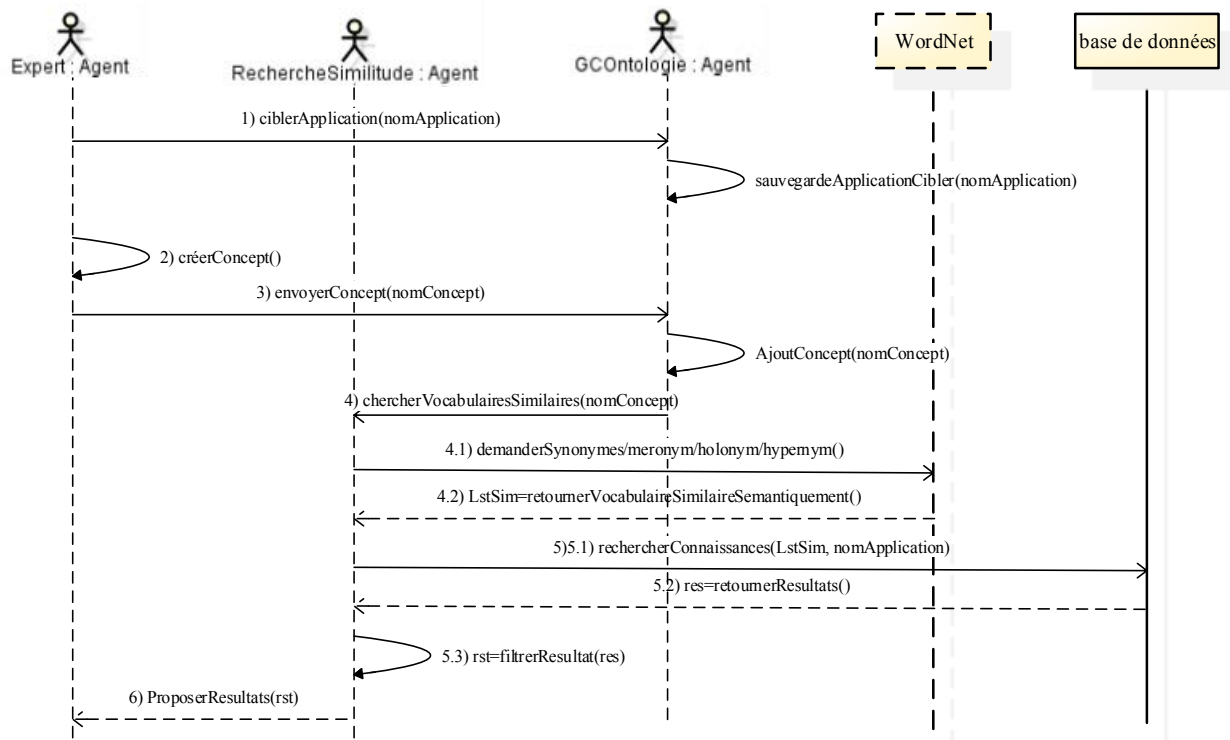 Expert : Agent
RechercheSimilitude : Agent
GCOntologie : Agent
WordNet
base de données
1) ciblerApplication(nomApplication)
sauvegardeApplicationCibler(nomApplication)
2) créerConcept()
3) envoyerConcept(nomConcept)
AjoutConcept(nomConcept)
4) chercherVocabulairesSimilaires(nomConcept)
4.1) demanderSynonymes/meronym/holonym/hypernym()
4.2) LstSim=retournerVocabulaireSimilaireSemantiquement()
5)5.1) rechercherConnaissances(LstSim, nomApplication)
5.2) res=retournerResultats()
5.3) rst=filtrerResultat(res)
6) ProposerResultats(rst)